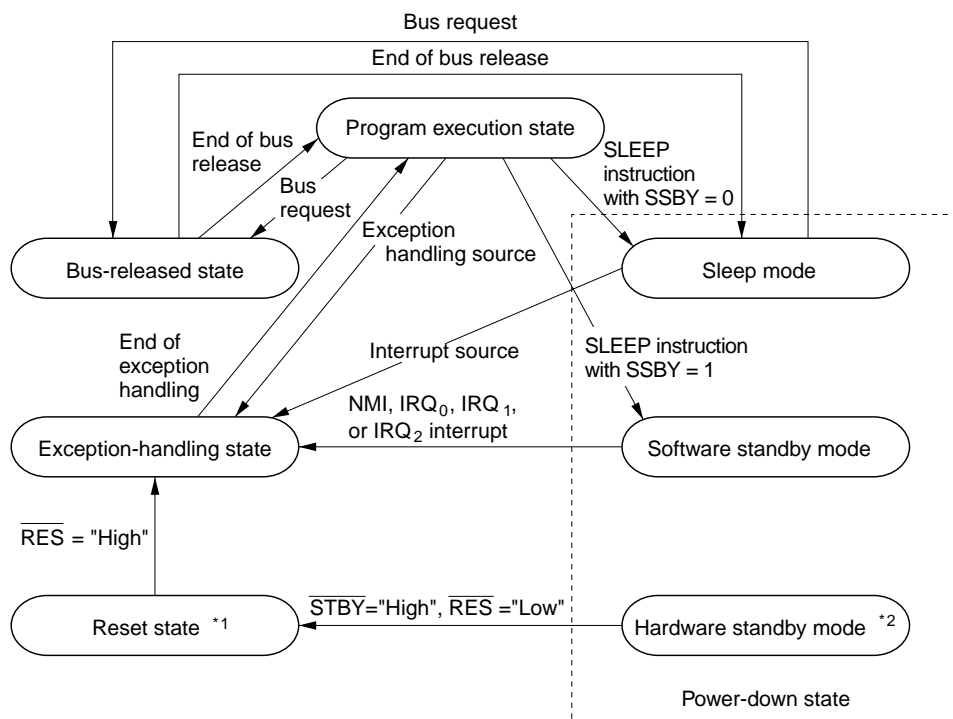 Bus request
End of bus release
Program execution state
End of bus
release
SLEEP
instruction
with SSBY = 0
Bus
request
Exception
handling source
Bus-released state
Sleep mode
End of
exception
handling
Interrupt source
SLEEP instruction
with SSBY = 1
NMI, IRQ0, IRQ1,
or IRQ2 interrupt
Exception-handling state
Software standby mode
RES = "High"
STBY="High", RES ="Low"
Reset state *1
Hardware standby mode *2
Power-down state